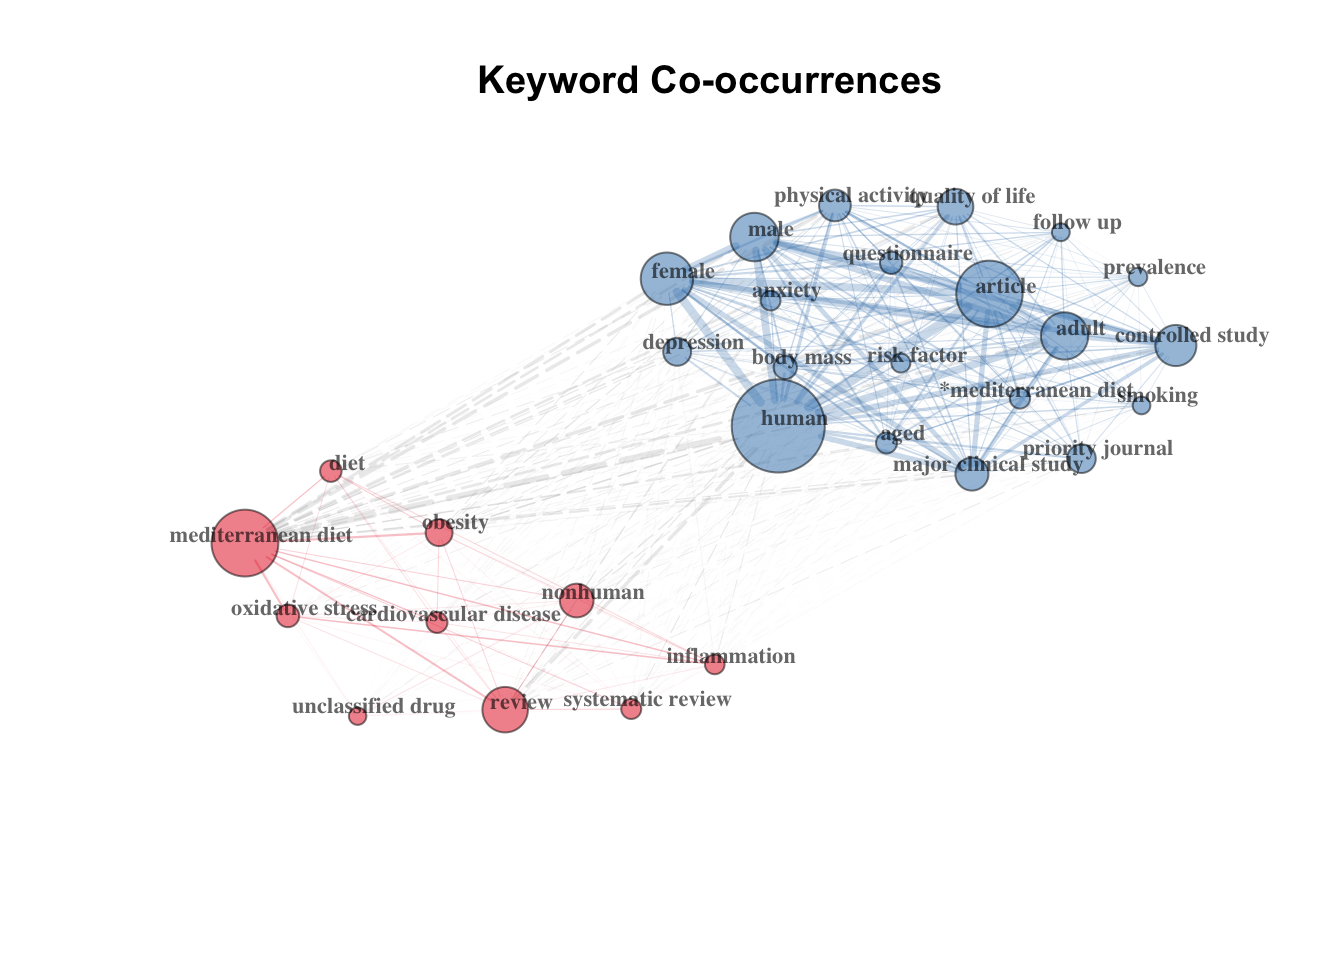 Keyword Co-occurrences
physical activity
quality of life
male
follow up
questionnaire
female
prevalence
anxiety
article
adult
controlled study
depression
body mass
risk factor
*mediterranean diet
smoking
human
aged
priority journal
major clinical study
diet
obesity
mediterranean diet
nonhuman
oxidative stress
cardiovascular disease
inflammation
unclassified drug
review
systematic review